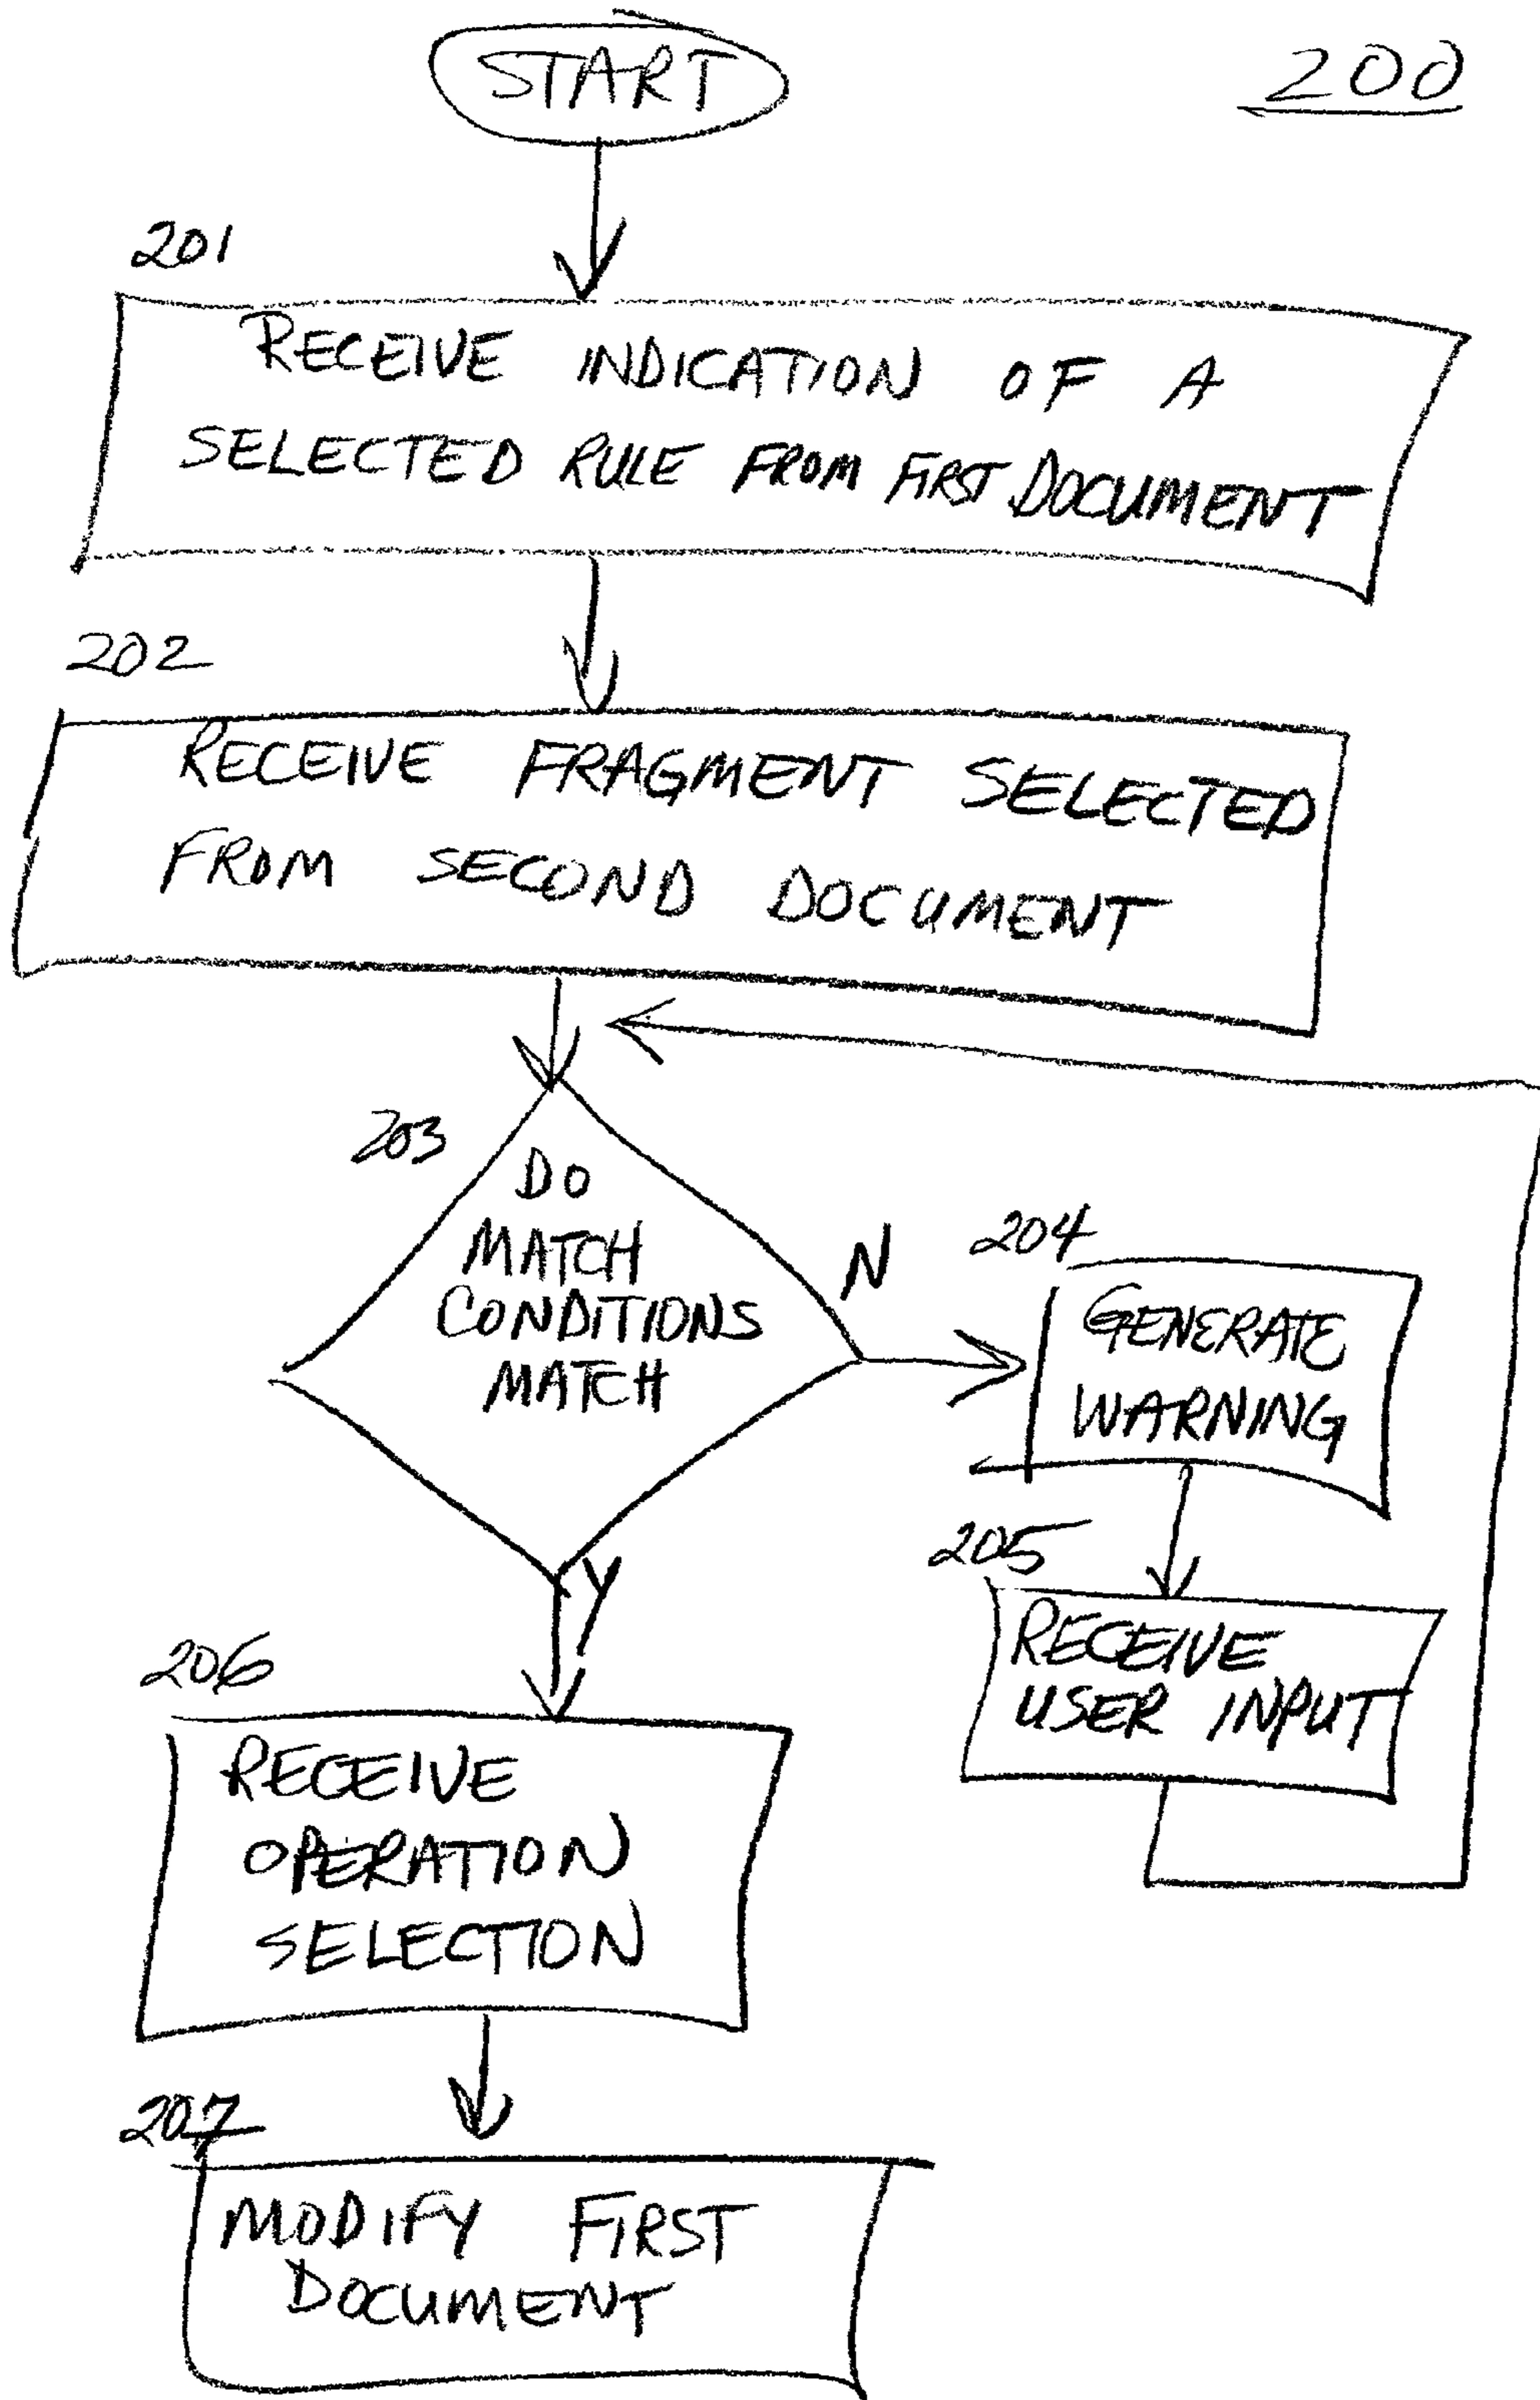 START
200
201
RECEIVE INDICATION OF A
SELECTED RULE FROM FIRST DOCUMENT
202
RECEIVE FRAGMENT SELECTED
FROM SECOND DOCUMENT
203
DO
MATCH
CONDITIONS
MATCH
N
204
GENERATE
WARNING
Y
205
RECEIVE
USER INPUT
206
RECEIVE
OPERATION
SELECTION
207
MODIFY FIRST
DOCUMENT